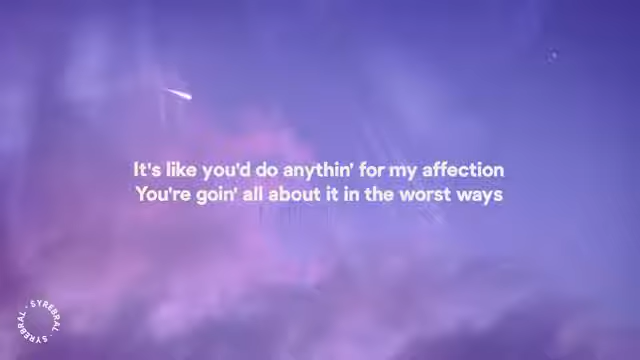 It's like you'd do anythin' for my affection
You're goin' all about it in the worst ways
SYREBRAL · SYREBRAL ·